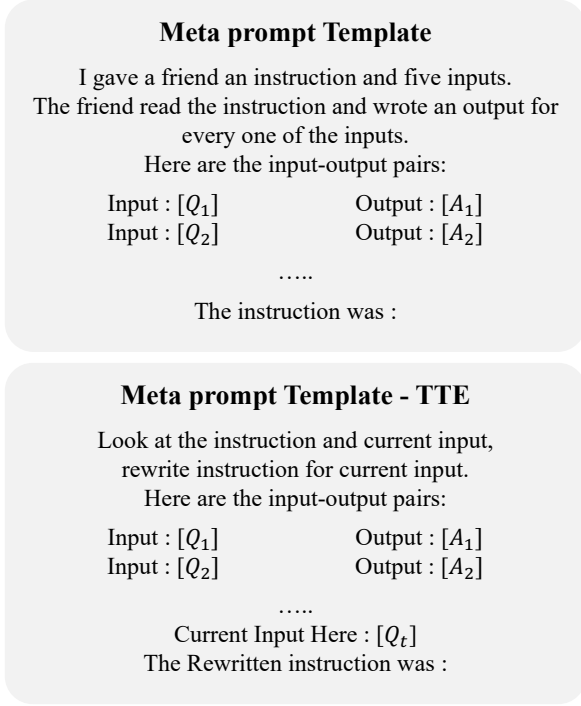 Meta prompt Template
I gave a friend an instruction and five inputs.
The friend read the instruction and wrote an output for
every one of the inputs.
Here are the input-output pairs:
Input : [Q₁] Output : [A₁]
Input : [Q₂] Output : [A₂]
…..
The instruction was :
Meta prompt Template - TTE
Look at the instruction and current input,
rewrite instruction for current input.
Here are the input-output pairs:
Input : [Q₁] Output : [A₁]
Input : [Q₂] Output : [A₂]
…..
Current Input Here : [Qₜ]
The Rewritten instruction was :